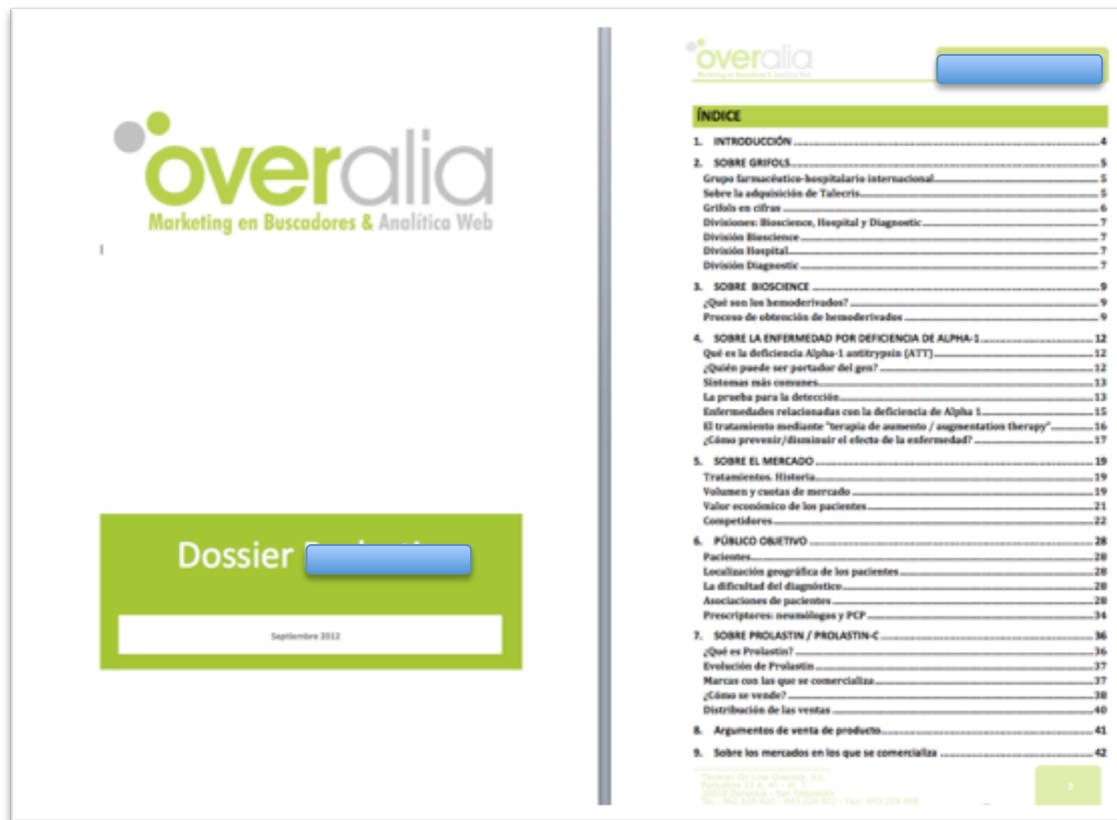 overalia
Marketing en Buscadores & Analítica Web
Dossier
Septiembre 2012
overalia
Marketing en Buscadores & Analítica Web
ÍNDICE
1. INTRODUCCIÓN 4
2. SOBRE GRIFOLS 5
Grupo farmacéutico-hospitalario internacional 5
Sobre la adquisición de Talecris 5
Grifols en cifras 6
Divisiones: Bioscience, Hospital y Diagnostic 7
División Bioscience 7
División Hospital 7
División Diagnostic 7
3. SOBRE BIOSCIENCE 9
¿Qué son los hemoderivados? 9
Proceso de obtención de hemoderivados 9
4. SOBRE LA ENFERMEDAD POR DEFICIENCIA DE ALPHA-1 12
Qué es la deficiencia Alpha-1 antitrypsin (ATT) 12
¿Quién puede ser portador del gen? 12
Síntomas más comunes 13
La prueba para la detección 13
Enfermedades relacionadas con la deficiencia de Alpha 1 15
El tratamiento mediante "terapia de aumento / augmentation therapy" 16
¿Cómo prevenir/disminuir el efecto de la enfermedad? 17
5. SOBRE EL MERCADO 19
Tratamientos. Historia 19
Volumen y cuotas de mercado 19
Valor económico de los pacientes 21
Competidores 22
6. PÚBLICO OBJETIVO 28
Pacientes 28
Localización geográfica de los pacientes 28
La dificultad del diagnóstico 28
Asociaciones de pacientes 28
Prescriptores: neumólogos y PCP 34
7. SOBRE PROLASTIN / PROLASTIN-C 36
¿Qué es Prolastin? 36
Evolución de Prolastin 37
Marcas con las que se comercializa 37
¿Cómo se vende? 38
Distribución de las ventas 40
8. Argumentos de venta de producto 41
9. Sobre los mercados en los que se comercializa 42
2